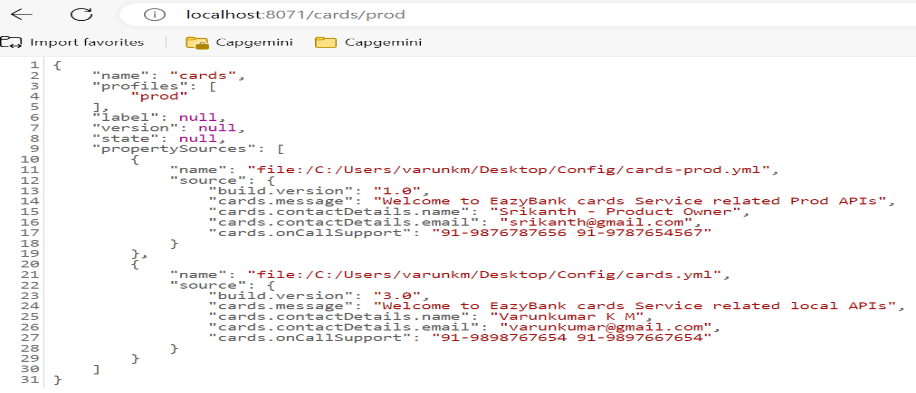 localhost:8071/cards/prod
Import favorites Capgemini Capgemini
1 {
2 "name": "cards",
3 "profiles": [
4 "prod"
5 ],
6 "label": null,
7 "version": null,
8 "state": null,
9 "propertySources": [
10 {
11 "name": "file:/C:/Users/varunkm/Desktop/Config/cards-prod.yml",
12 "source": {
13 "build.version": "1.0",
14 "cards.message": "Welcome to EazyBank cards Service related Prod APIs",
15 "cards.contactDetails.name": "Srikanth - Product Owner",
16 "cards.contactDetails.email": "srikanth@gmail.com",
17 "cards.onCallSupport": "91-9876787656 91-9787654567"
18 }
19 },
20 {
21 "name": "file:/C:/Users/varunkm/Desktop/Config/cards.yml",
22 "source": {
23 "build.version": "3.0",
24 "cards.message": "Welcome to EazyBank cards Service related local APIs",
25 "cards.contactDetails.name": "Varunkumar K M",
26 "cards.contactDetails.email": "varunkumar@gmail.com",
27 "cards.onCallSupport": "91-9898767654 91-9897667654"
28 }
29 }
30 ]
31 }